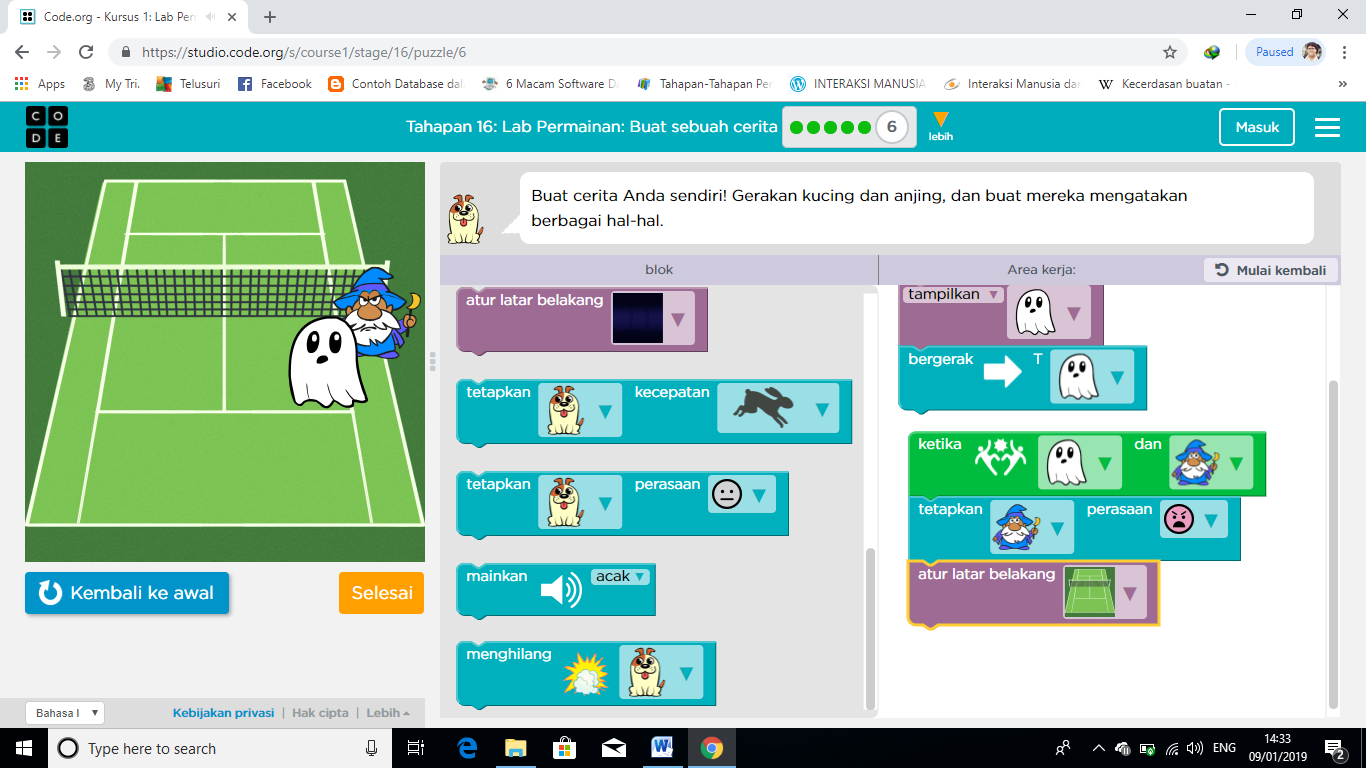 Code.org - Kursus 1: Lab Per
https://studio.code.org/s/course1/stage/16/puzzle/6
Paused
Apps
My Tri.
Telusuri
Facebook
Contoh Database dal
6 Macam Software D
Tahapan-Tahapan Per
INTERAKSI MANUSIA
Interaksi Manusia dan
Kecerdasan buatan -
»
C O
D E
Tahapan 16: Lab Permainan: Buat sebuah cerita
6
lebih
Masuk
Buat cerita Anda sendiri! Gerakan kucing dan anjing, dan buat mereka mengatakan
berbagai hal-hal.
blok
Area kerja:
Mulai kembali
atur latar belakang
tetapkan kecepatan
tetapkan perasaan
mainkan acak
menghilang
tampilkan
bergerak T
ketika dan
tetapkan perasaan
atur latar belakang
Kembali ke awal
Selesai
Bahasa I
Kebijakan privasi | Hak cipta | Lebih
Type here to search
ENG
14:33
09/01/2019
2